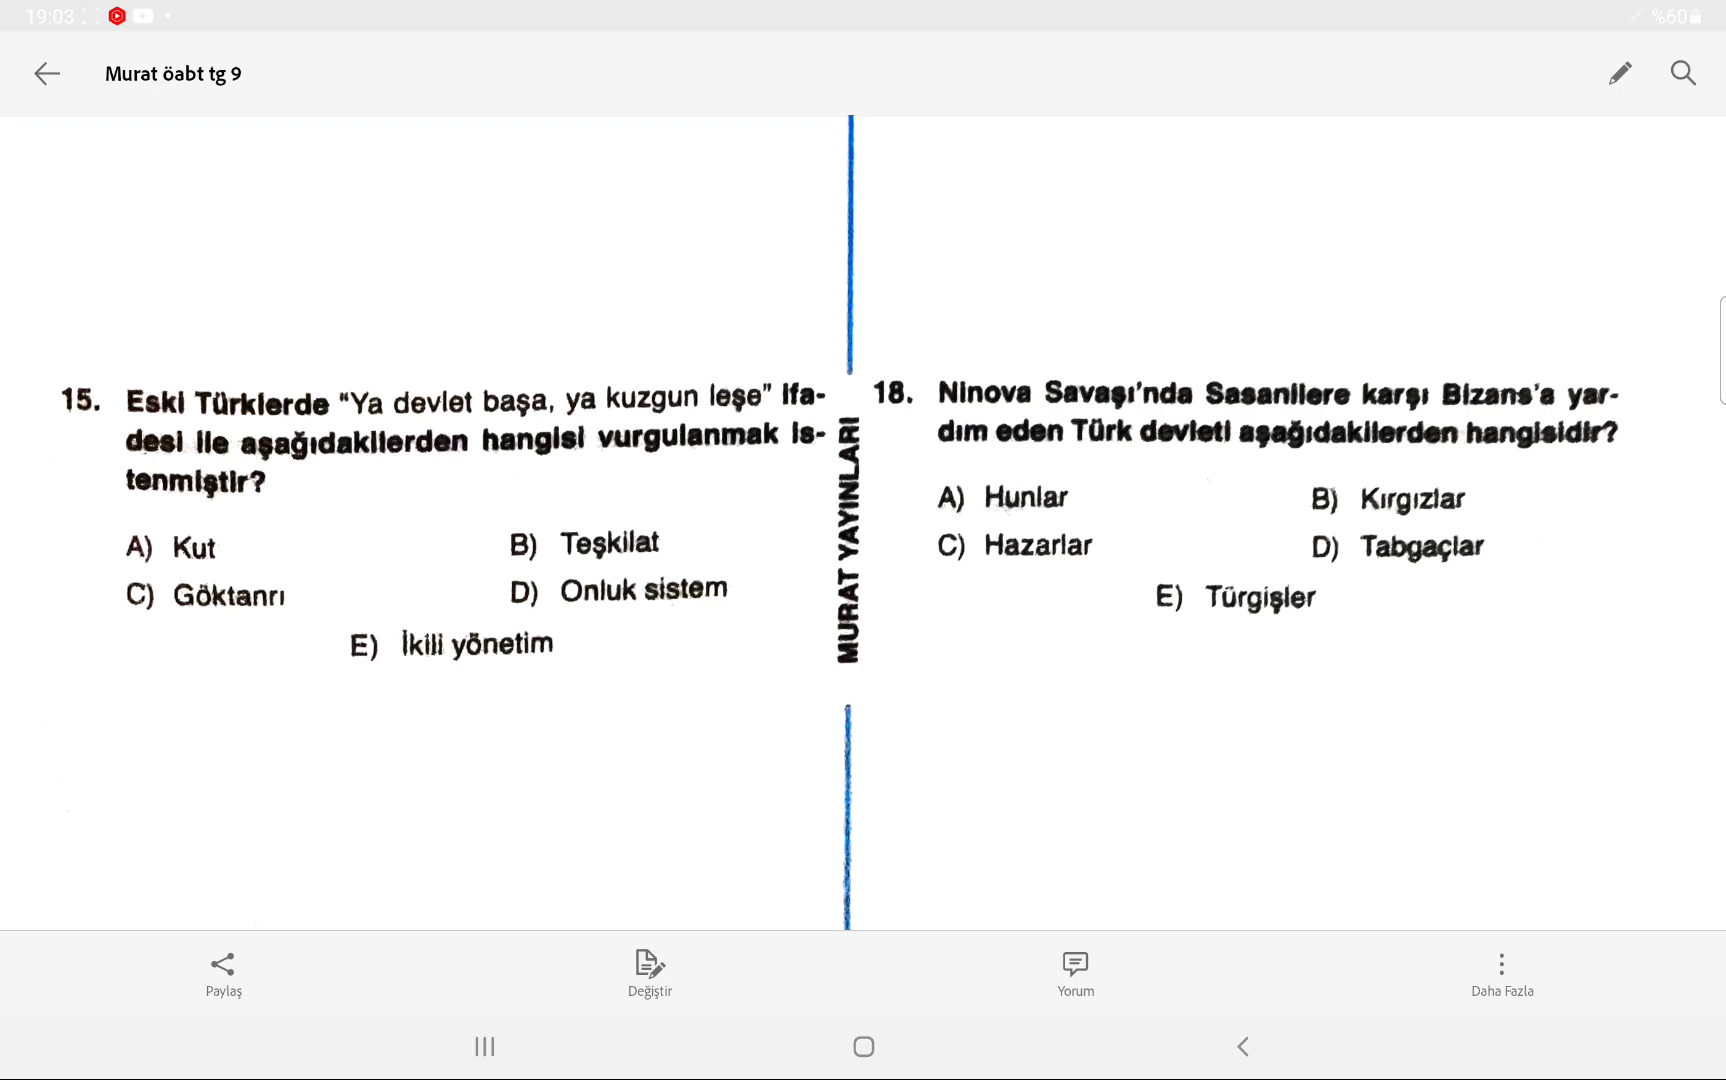 19:03
%60
Murat öabt tg 9
15. Eski Türklerde "Ya devlet başa, ya kuzgun leşe" ifa-
desi ile aşağıdakilerden hangisi vurgulanmak is-
tenmiştir?
A) Kut
B) Teşkilat
C) Göktanrı
D) Onluk sistem
E) İkili yönetim
MURAT YAYINLARI
18. Ninova Savaşı'nda Sasanilere karşı Bizans'a yar-
dım eden Türk devleti aşağıdakilerden hangisidir?
A) Hunlar
B) Kırgızlar
C) Hazarlar
D) Tabgaçlar
E) Türgişler
Paylaş
Değiştir
Yorum
Daha Fazla